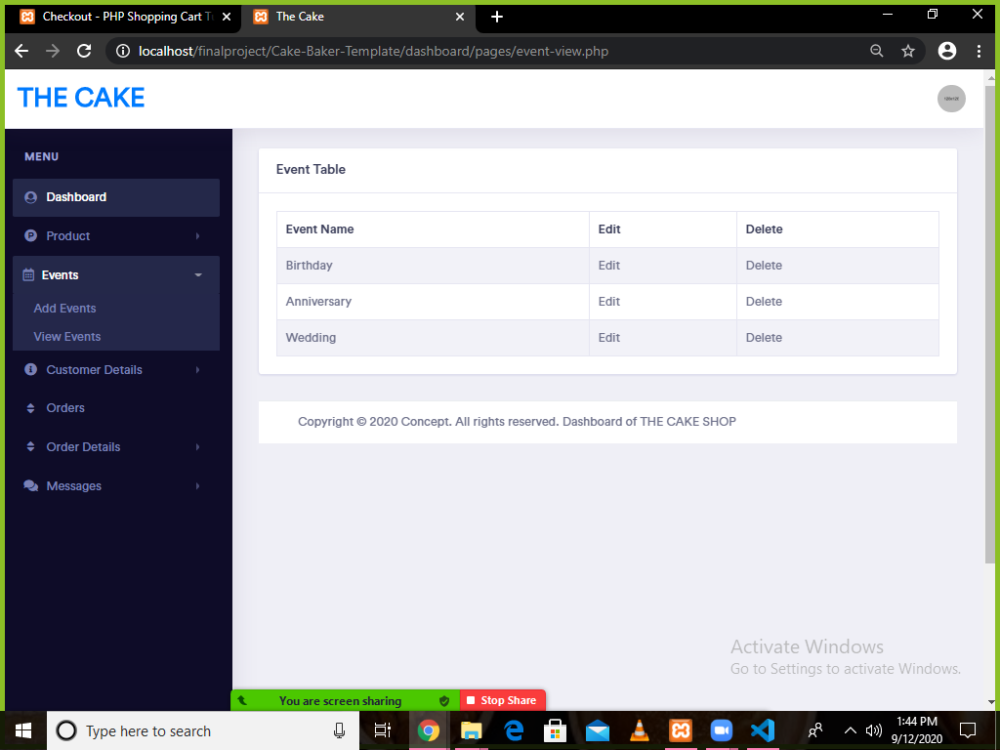 Checkout - PHP Shopping Cart T
The Cake
localhost/finalproject/Cake-Baker-Template/dashboard/pages/event-view.php
THE CAKE
MENU
Dashboard
Product
Events
Add Events
View Events
Customer Details
Orders
Order Details
Messages
Event Table
Event Name Edit Delete
Birthday Edit Delete
Anniversary Edit Delete
Wedding Edit Delete
Copyright © 2020 Concept. All rights reserved. Dashboard of THE CAKE SHOP
Activate Windows
Go to Settings to activate Windows.
You are screen sharing Stop Share
Type here to search
1:44 PM
9/12/2020